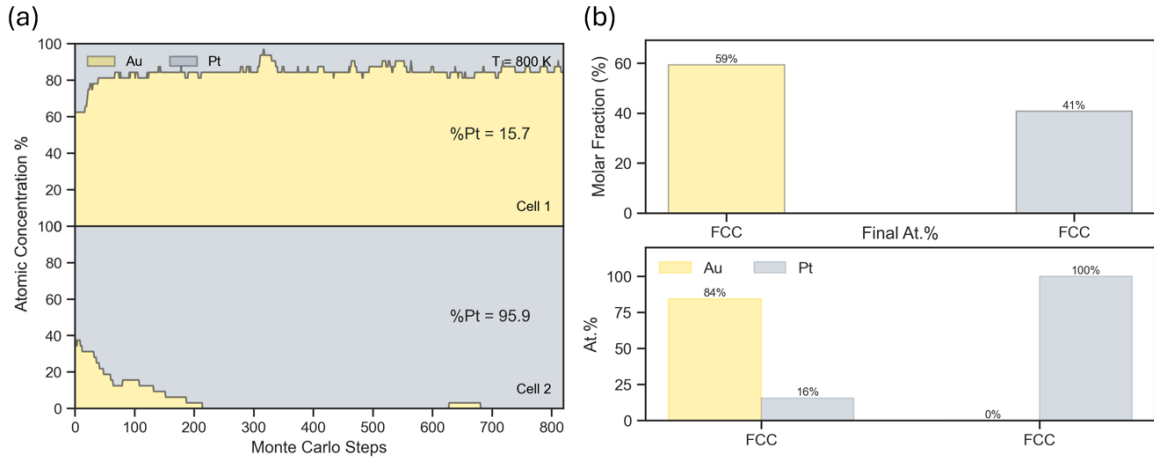 (a)
100
80
60
40
20
100
80
60
40
20
0
Atomic Concentration %
Au
Pt
T = 800 K
%Pt = 15.7
Cell 1
%Pt = 95.9
Cell 2
0 100 200 300 400 500 600 700 800
Monte Carlo Steps
(b)
Molar Fraction (%)
60
40
20
0
59%
41%
FCC
Final At.%
FCC
At.%
100
75
50
25
0
Au
Pt
84%
16%
0%
100%
FCC
FCC